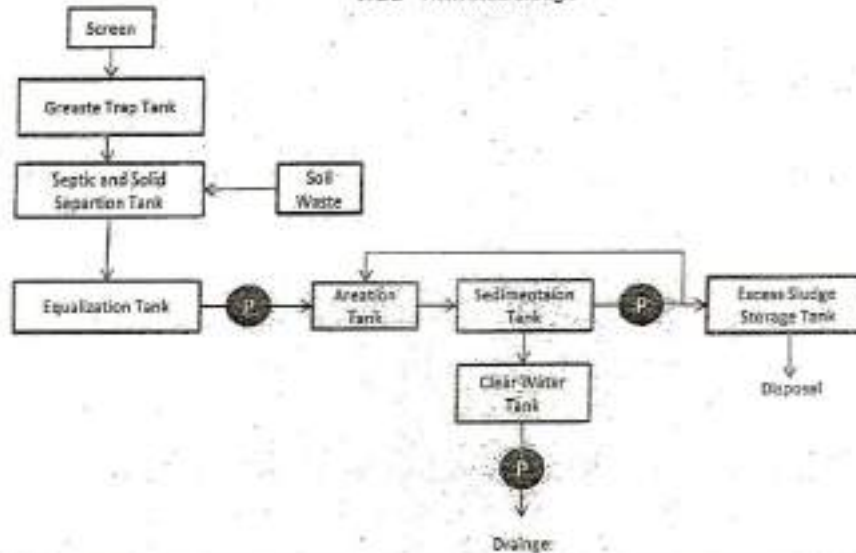 Screen
Grease Trap Tank
Septic and Solid
Separtion Tank
Soil
Waste
Equalization Tank
P
Areation
Tank
Sedimentaion
Tank
P
Excess Sludge
Storage Tank
Clear Water
Tank
Disposal
P
Drainge